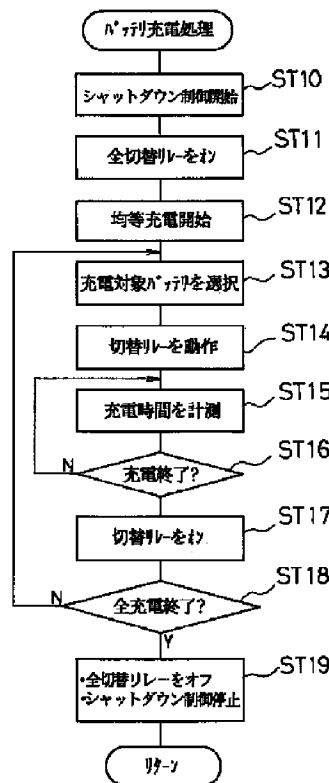 ﾊﾞｯﾃﾘ充電処理
ST10
シャットダウン制御開始
ST11
全切替ﾘﾚｰをオン
ST12
均等充電開始
ST13
充電対象ﾊﾞｯﾃﾘを選択
ST14
切替リレーを動作
ST15
充電時間を計測
ST16
N
充電終了?
ST17
切替ﾘﾚｰをｵﾝ
ST18
N
全充電終了?
Y
ST19
・全切替リレーをオフ
・シャットダウン制御停止
ﾘﾀｰﾝ